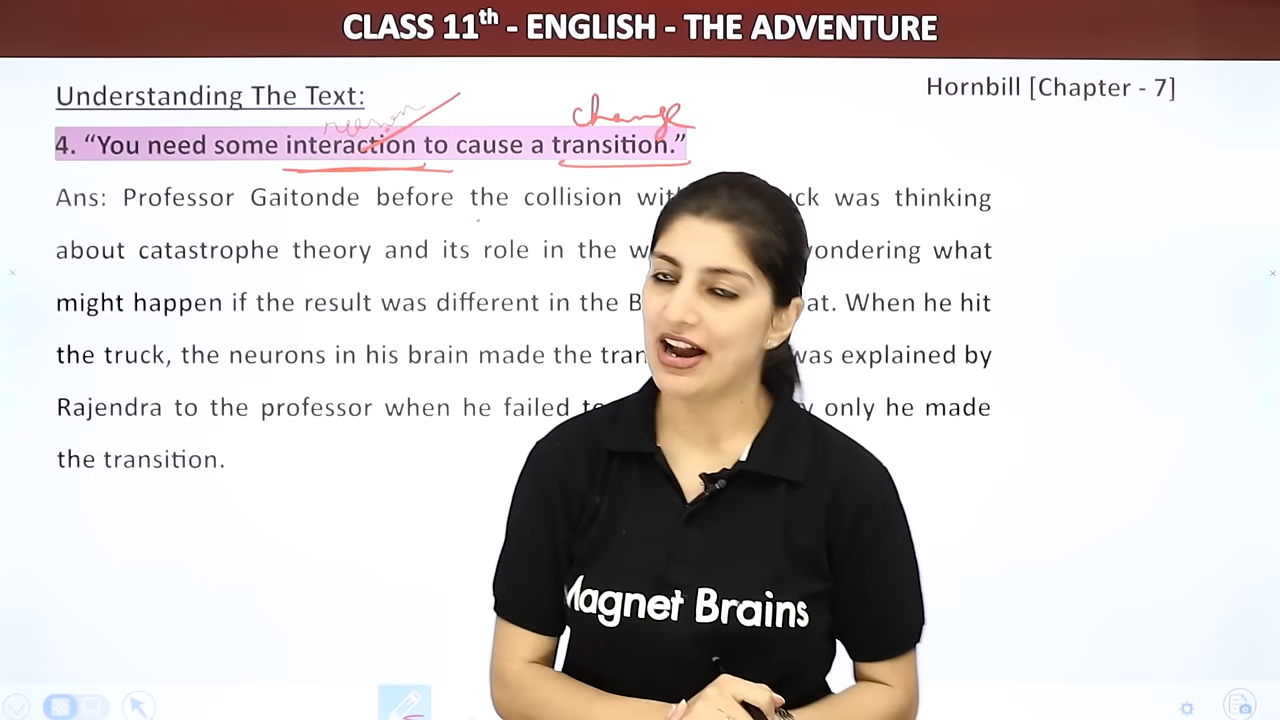 CLASS 11th - ENGLISH - THE ADVENTURE
Understanding The Text:
Hornbill [Chapter - 7]
reason
change
4. “You need some interaction to cause a transition.”
Ans: Professor Gaitonde before the collision with ck was thinking
about catastrophe theory and its role in the w ondering what
might happen if the result was different in the B at. When he hit
the truck, the neurons in his brain made the tran was explained by
Rajendra to the professor when he failed to y only he made
the transition.
Magnet Brains